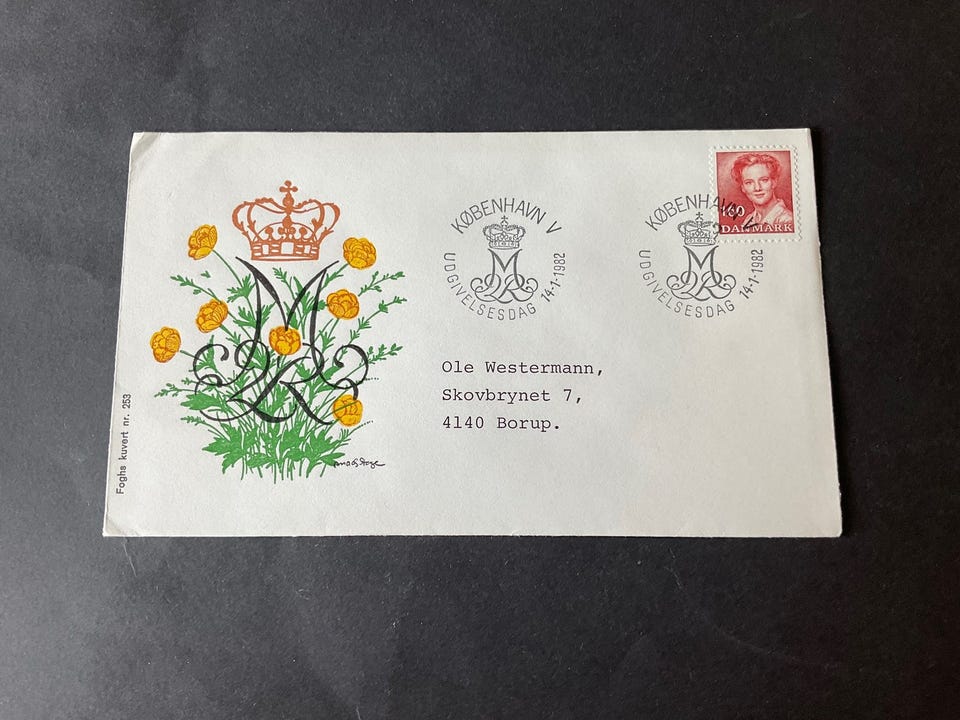 KØBENHAVN V
UDGIVELSESDAG 14-1-1982
KØBENHAVN V
UDGIVELSESDAG 14-1-1982
DANMARK
Ole Westermann,
Skovbrynet 7,
4140 Borup.
Foghs kuvert nr. 253